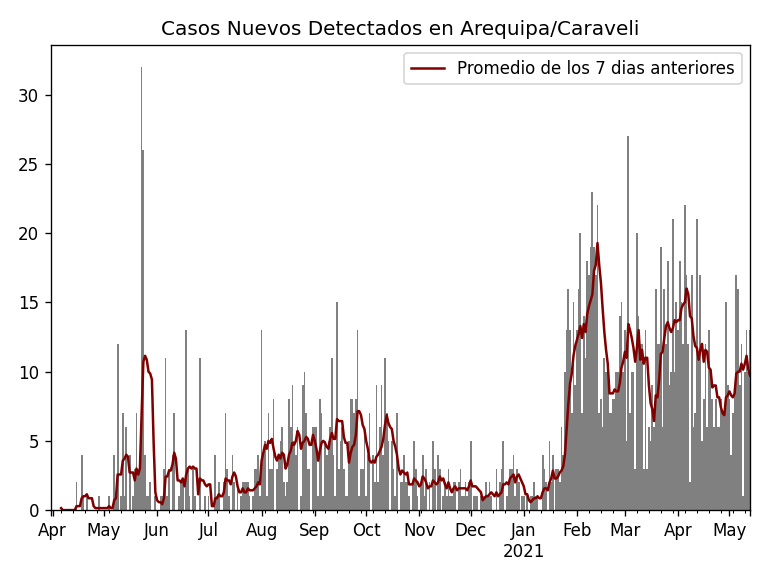 Casos Nuevos Detectados en Arequipa/Caraveli
Promedio de los 7 dias anteriores
30
25
20
15
10
5
0
Apr May Jun Jul Aug Sep Oct Nov Dec Jan Feb Mar Apr May
2021